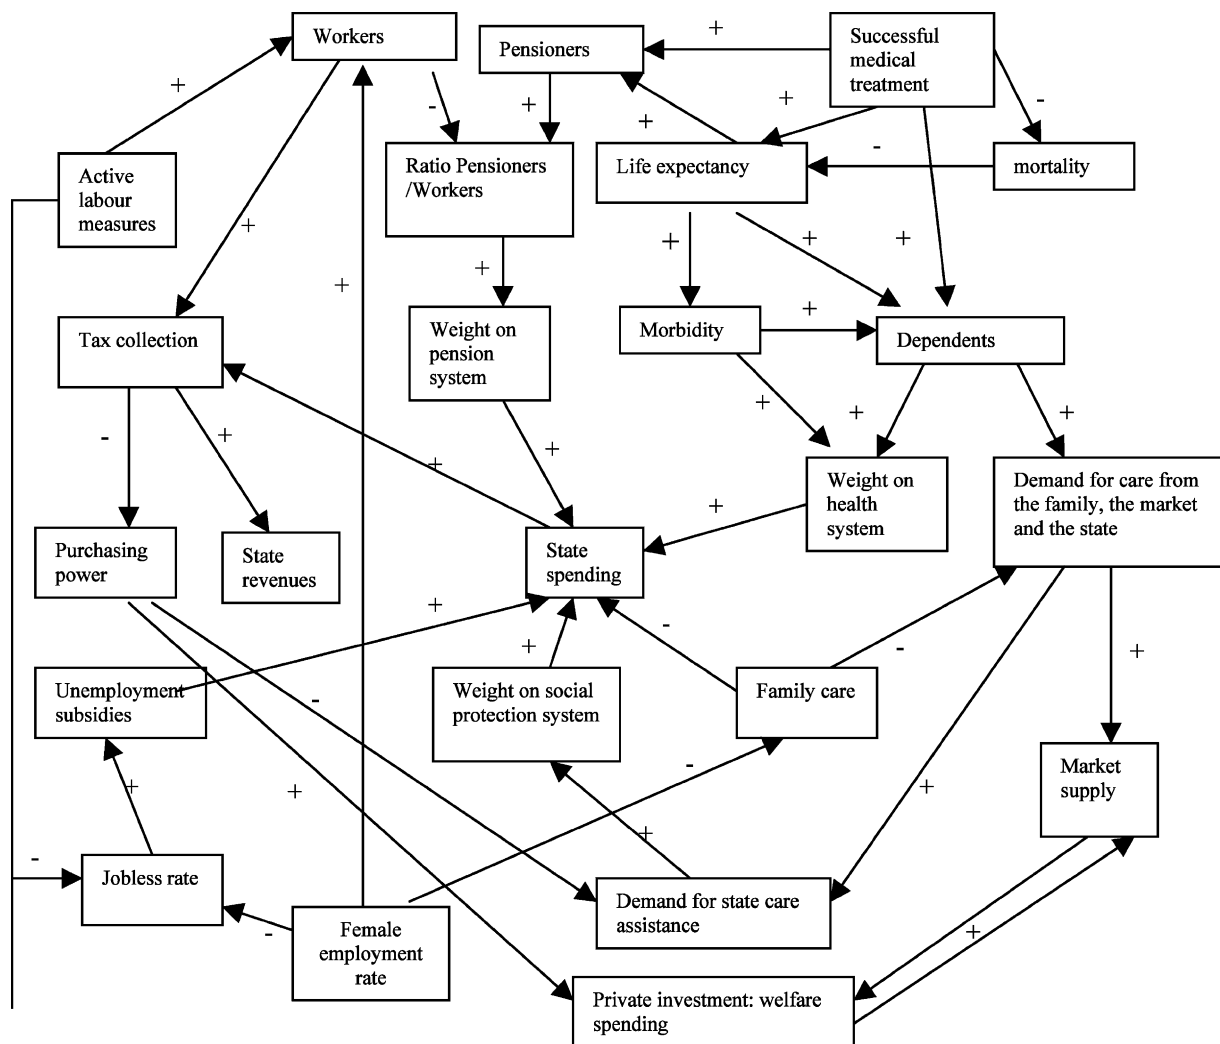 Workers
Pensioners
Successful
medical
treatment
+
+
-
+
+
-
+
Active
labour
measures
Ratio Pensioners
/Workers
Life expectancy
-
mortality
+
+
+
+
+
+
+
Tax collection
Weight on
pension
system
Morbidity
+
Dependents
-
+
+
+
+
+
+
Weight on
health
system
Demand for care from
the family, the market
and the state
+
Purchasing
power
State
revenues
State
spending
+
-
+
-
+
Unemployment
subsidies
-
Weight on social
protection system
Family care
+
+
-
+
Market
supply
+
-
Jobless rate
-
Female
employment
rate
Demand for state care
assistance
+
Private investment: welfare
spending